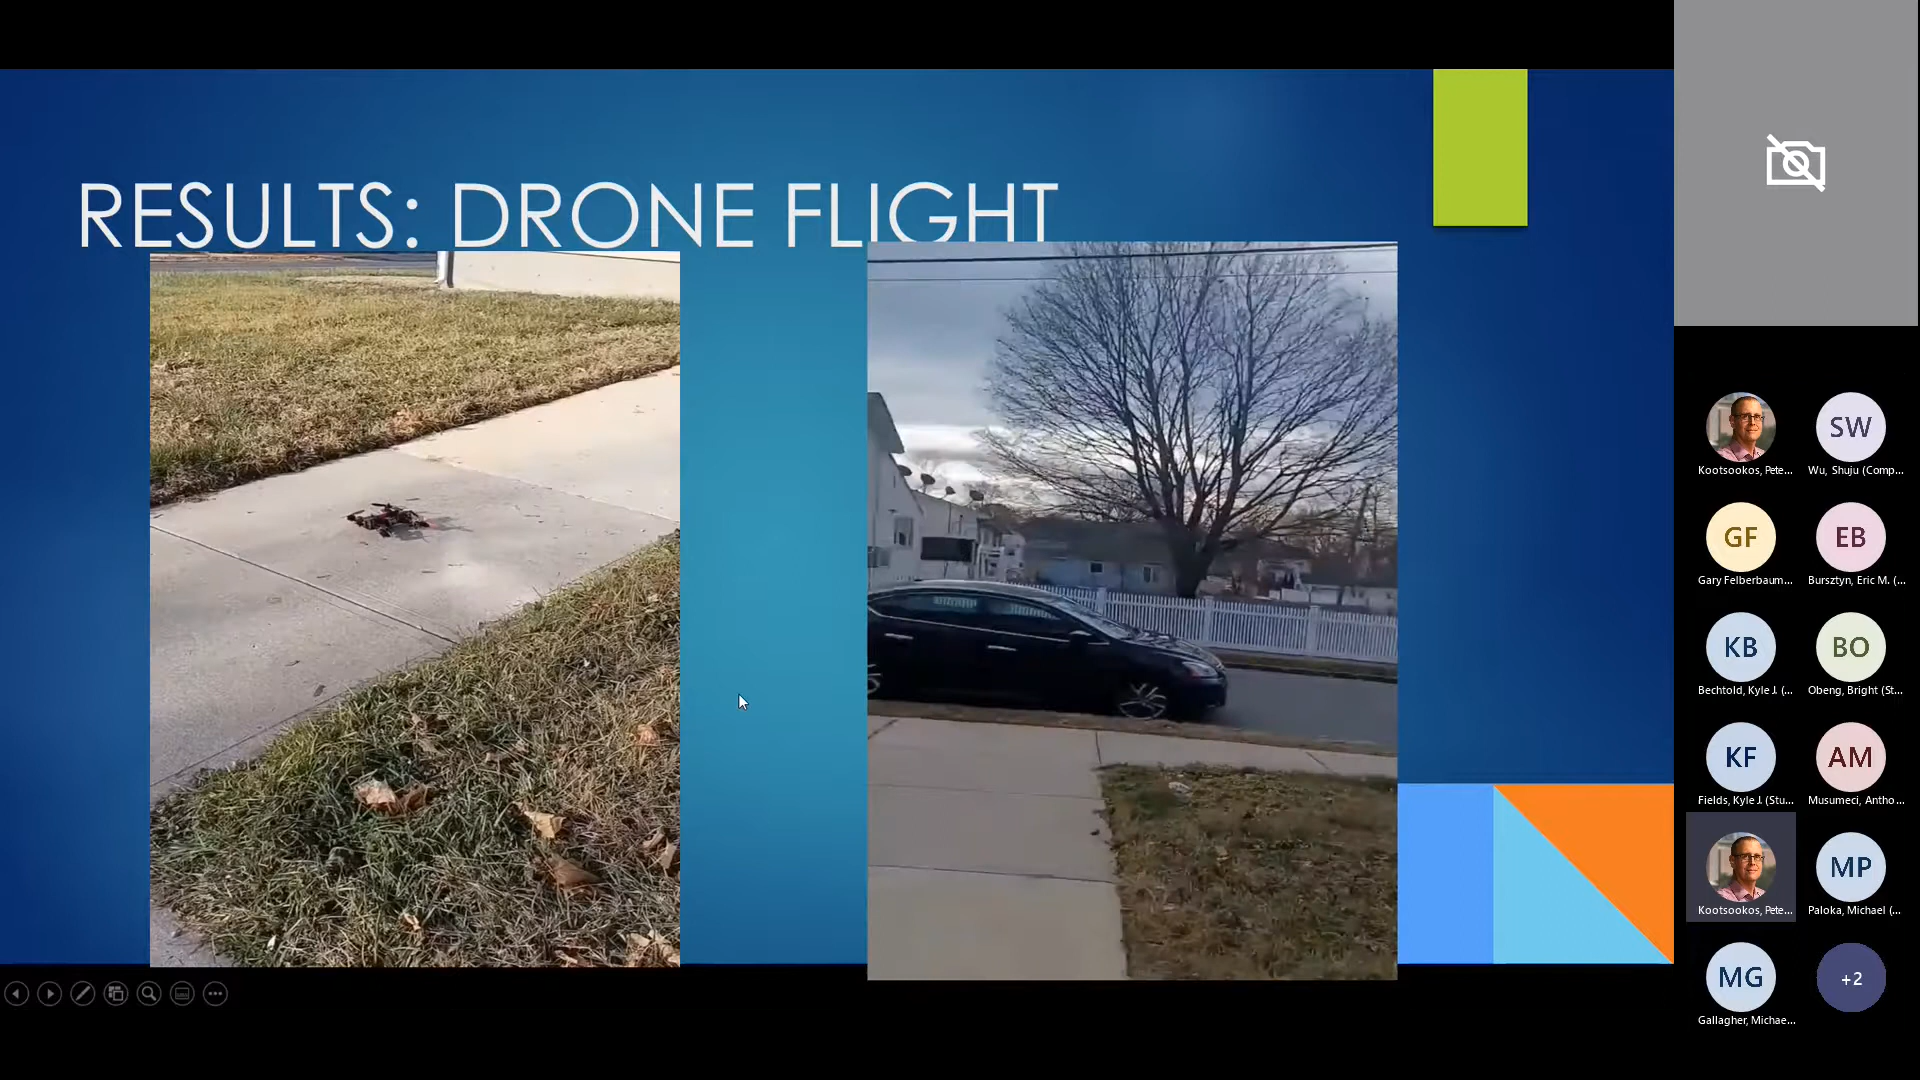 RESULTS: DRONE FLIGHT
Kootsookos, Pete...
SW
Wu, Shuju (Comp...
GF
Gary Felberbaum...
EB
Bursztyn, Eric M. (...
KB
Bechtold, Kyle J. (...
BO
Obeng, Bright (St...
KF
Fields, Kyle J. (Stu...
AM
Musumeci, Antho...
Kootsookos, Pete...
MP
Paloka, Michael (...
MG
Gallagher, Michae...
+2